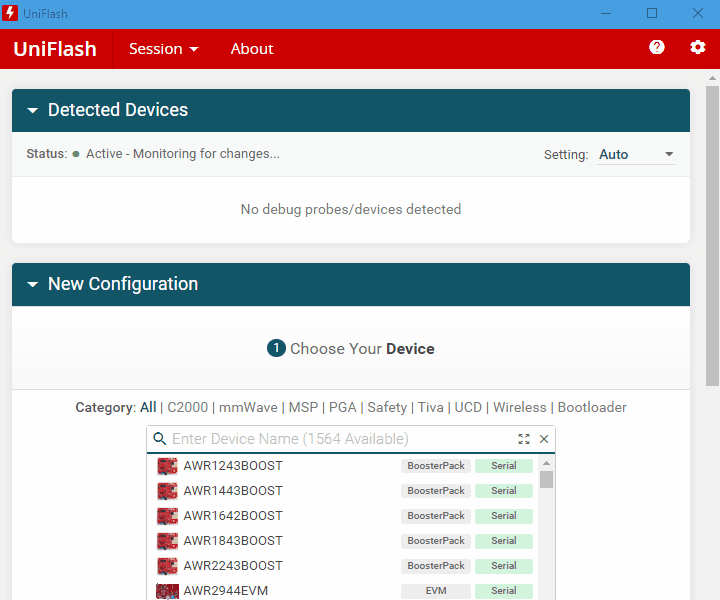 UniFlash
UniFlash Session About ?
Detected Devices
Status: Active - Monitoring for changes... Setting: Auto
No debug probes/devices detected
New Configuration
1 Choose Your Device
Category: All | C2000 | mmWave | MSP | PGA | Safety | Tiva | UCD | Wireless | Bootloader
Enter Device Name (1564 Available)
AWR1243BOOST BoosterPack Serial
AWR1443BOOST BoosterPack Serial
AWR1642BOOST BoosterPack Serial
AWR1843BOOST BoosterPack Serial
AWR2243BOOST BoosterPack Serial
AWR2944EVM EVM Serial